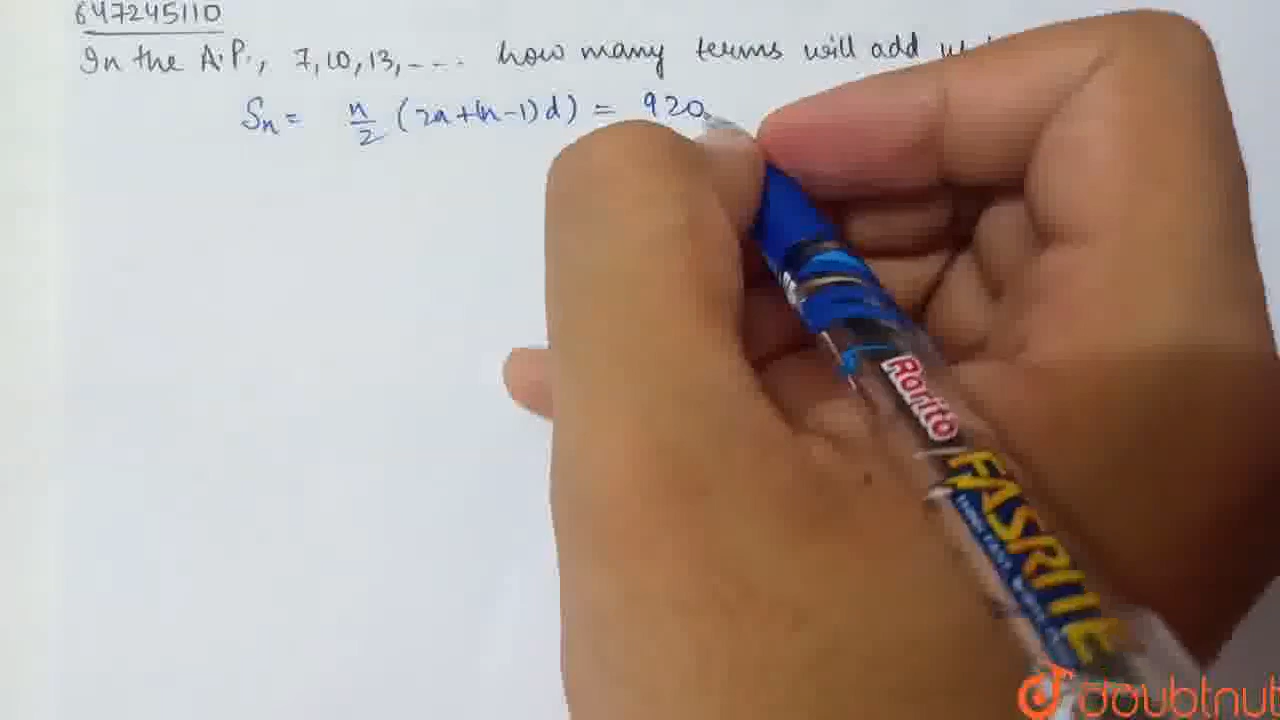 647245110
In the A.P., 7, 10, 13, -... how many terms will add
Sn = n/2 (2a+(n-1)d) = 920
Rorito
FASRITE
doubtnut